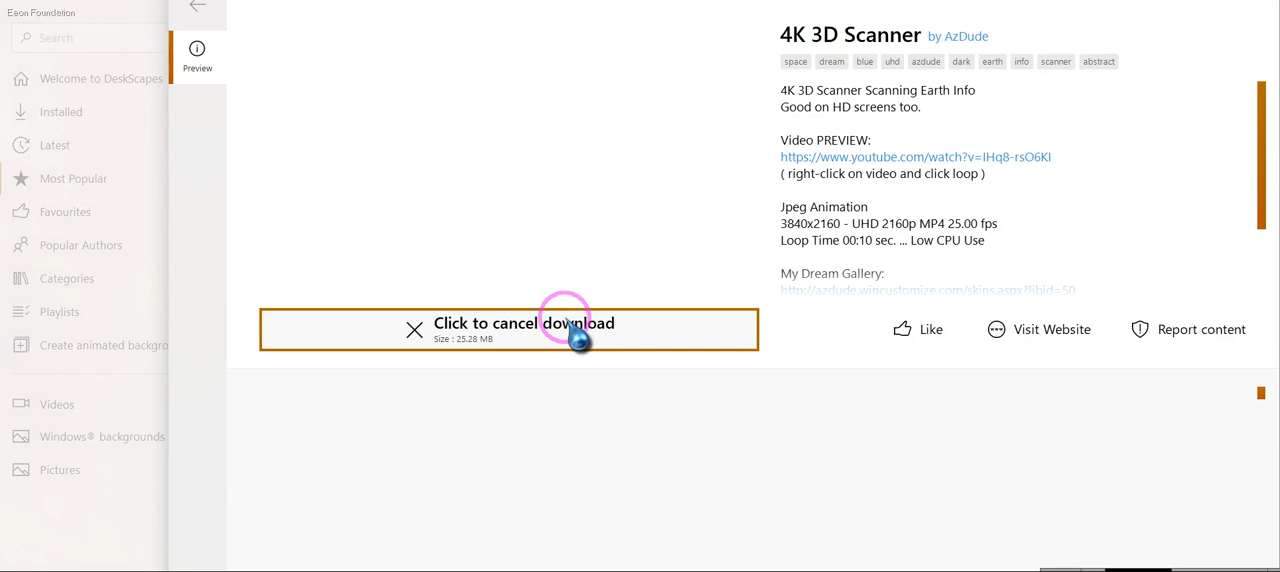 Eeon Foundation
Search
Welcome to DeskScapes
Installed
Latest
Most Popular
Favourites
Popular Authors
Categories
Playlists
Create animated backgro
Videos
Windows® backgrounds
Pictures
Preview
4K 3D Scanner by AzDude
space dream blue uhd azdude dark earth info scanner abstract
4K 3D Scanner Scanning Earth Info
Good on HD screens too.
Video PREVIEW:
https://www.youtube.com/watch?v=IHq8-rsO6KI
( right-click on video and click loop )
Jpeg Animation
3840x2160 - UHD 2160p MP4 25.00 fps
Loop Time 00:10 sec. ... Low CPU Use
My Dream Gallery:
http://azdude.wincustomize.com/skins.aspx?libid=50
Click to cancel download
Size : 25.28 MB
Like
Visit Website
Report content